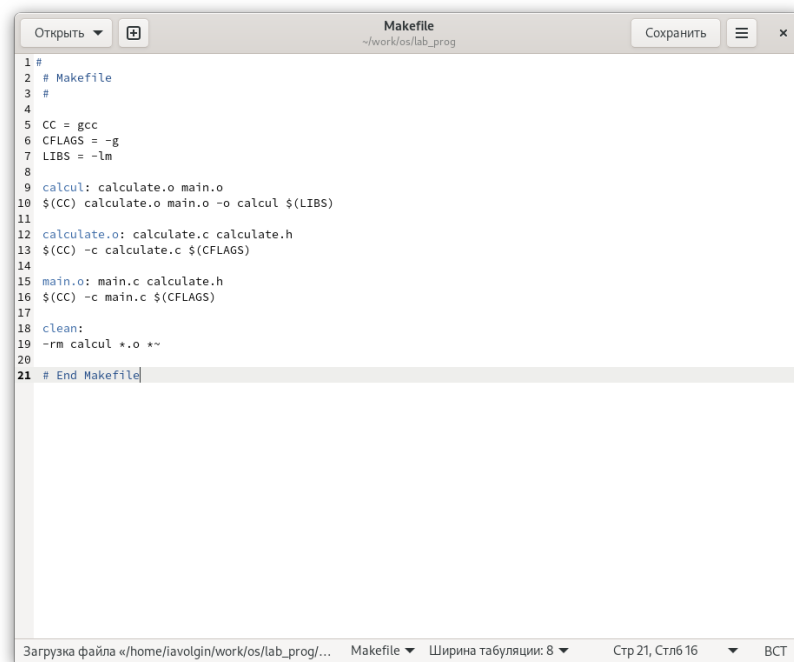 Открыть
Makefile
~/work/os/lab_prog
Сохранить
1 #
2 # Makefile
3 #
4
5 CC = gcc
6 CFLAGS = -g
7 LIBS = -lm
8
9 calcul: calculate.o main.o
10 $(CC) calculate.o main.o -o calcul $(LIBS)
11
12 calculate.o: calculate.c calculate.h
13 $(CC) -c calculate.c $(CFLAGS)
14
15 main.o: main.c calculate.h
16 $(CC) -c main.c $(CFLAGS)
17
18 clean:
19 -rm calcul *.o *~
20
21 # End Makefile
Загрузка файла «/home/iavolgin/work/os/lab_prog/... Makefile Ширина табуляции: 8 Стр 21, Стлб 16 ВСТ